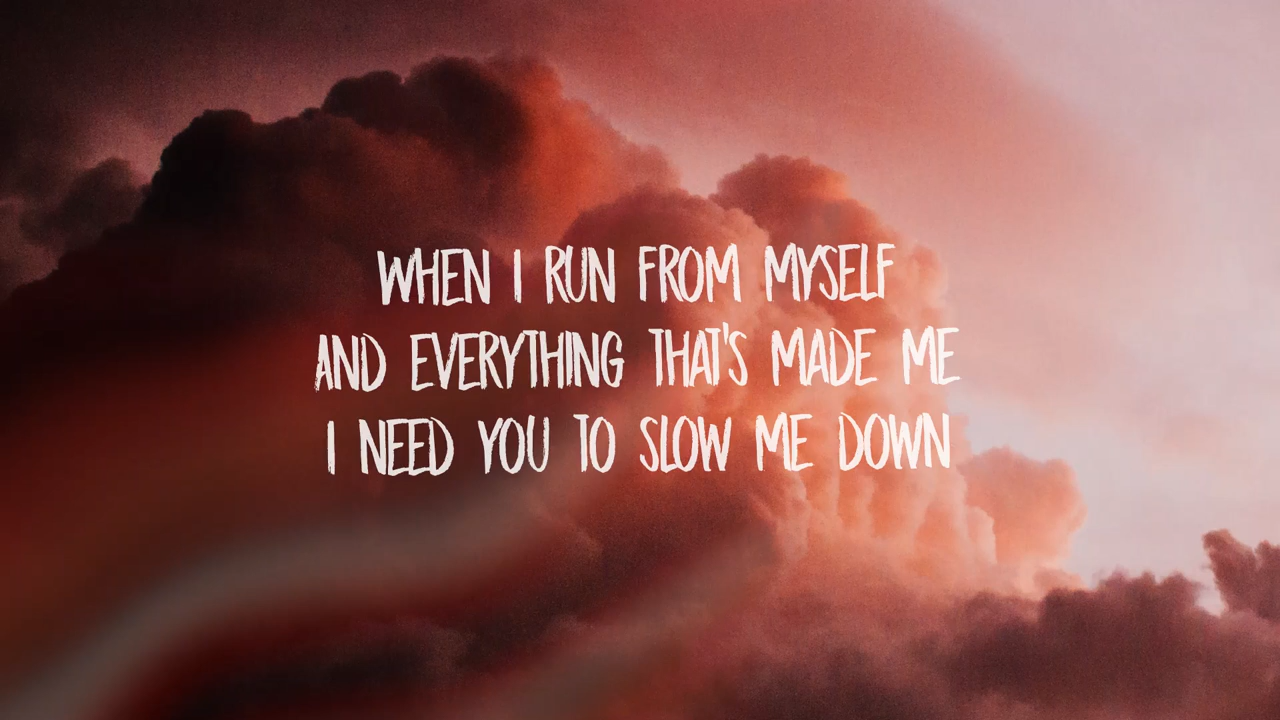 WHEN I RUN FROM MYSELF
AND EVERYTHING THAT'S MADE ME
I NEED YOU TO SLOW ME DOWN